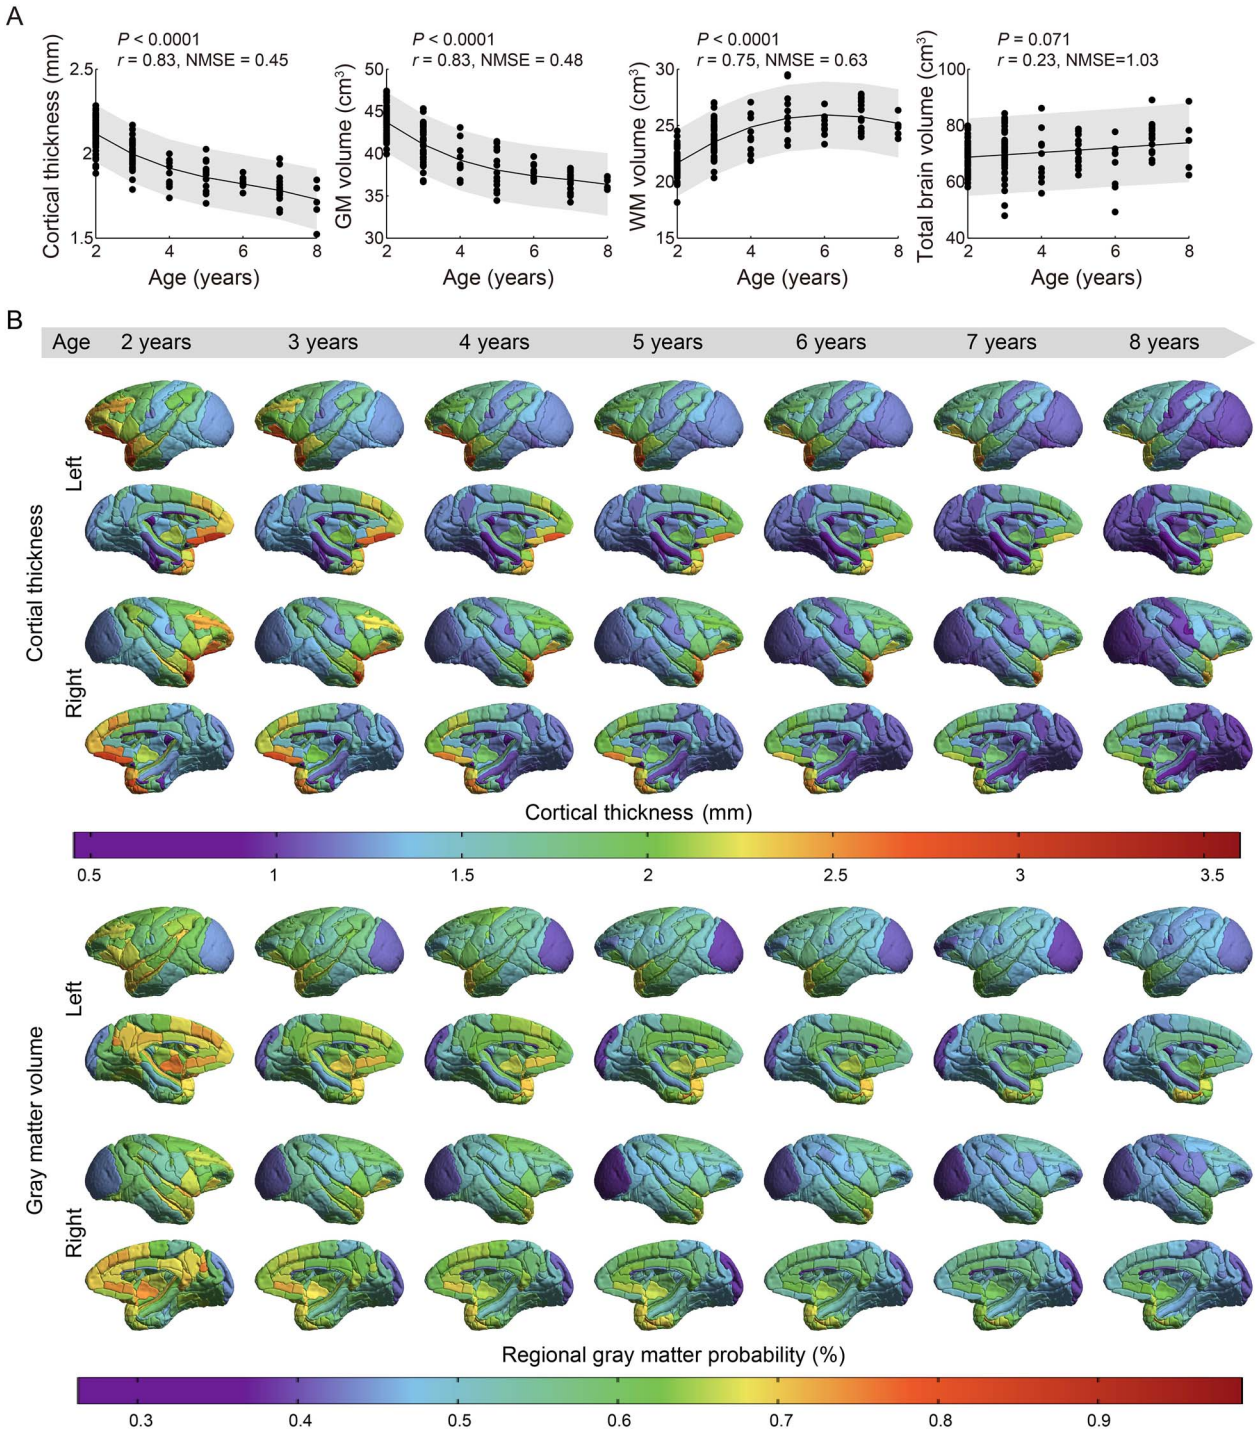 A
P < 0.0001
r = 0.83, NMSE = 0.45
Cortical thickness (mm)
2.5
2
1.5
2 4 6 8
Age (years)
P < 0.0001
r = 0.83, NMSE = 0.48
GM volume (cm³)
50
45
40
35
30
2 4 6 8
Age (years)
P < 0.0001
r = 0.75, NMSE = 0.63
WM volume (cm³)
30
25
20
15
2 4 6 8
Age (years)
P = 0.071
r = 0.23, NMSE=1.03
Total brain volume (cm³)
100
80
60
40
2 4 6 8
Age (years)
B
Age 2 years 3 years 4 years 5 years 6 years 7 years 8 years
Cortial thickness
Left
Right
Cortical thickness (mm)
0.5 1 1.5 2 2.5 3 3.5
Gray matter volume
Left
Right
Regional gray matter probability (%)
0.3 0.4 0.5 0.6 0.7 0.8 0.9